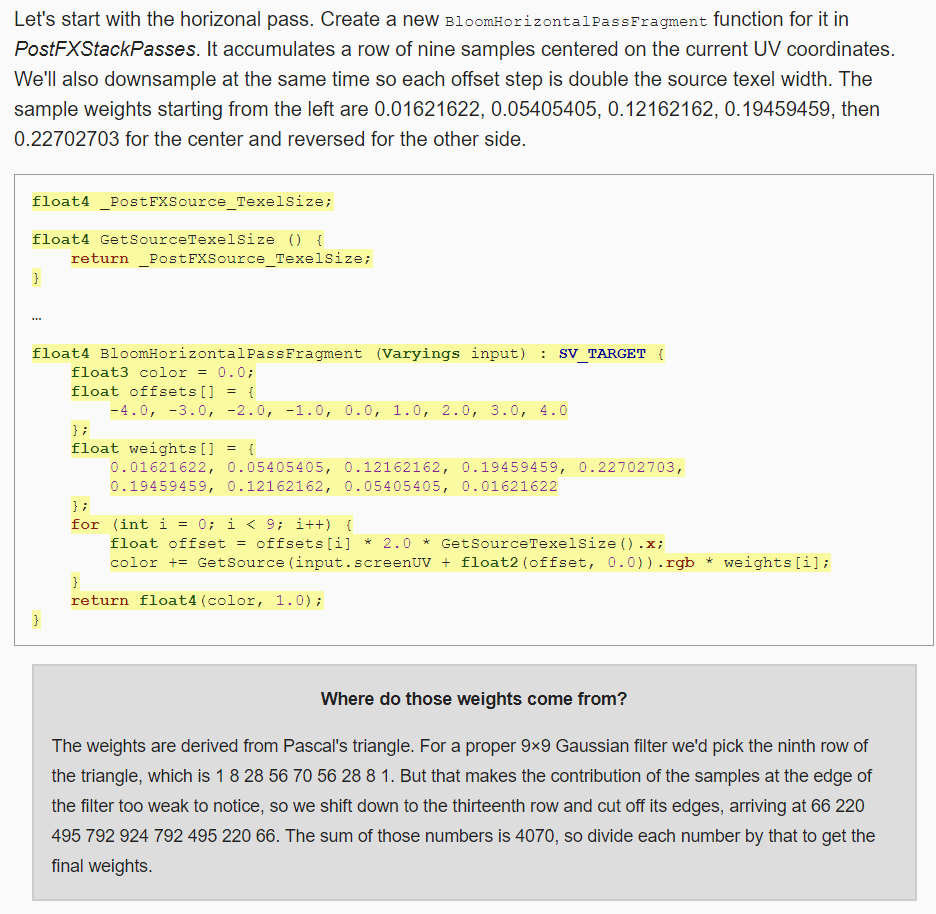 Let's start with the horizonal pass. Create a new BloomHorizontalPassFragment function for it in
PostFXStackPasses. It accumulates a row of nine samples centered on the current UV coordinates.
We'll also downsample at the same time so each offset step is double the source texel width. The
sample weights starting from the left are 0.01621622, 0.05405405, 0.12162162, 0.19459459, then
0.22702703 for the center and reversed for the other side.
float4 _PostFXSource_TexelSize;
float4 GetSourceTexelSize () {
return _PostFXSource_TexelSize;
}
…
float4 BloomHorizontalPassFragment (Varyings input) : SV_TARGET {
float3 color = 0.0;
float offsets[] = {
-4.0, -3.0, -2.0, -1.0, 0.0, 1.0, 2.0, 3.0, 4.0
};
float weights[] = {
0.01621622, 0.05405405, 0.12162162, 0.19459459, 0.22702703,
0.19459459, 0.12162162, 0.05405405, 0.01621622
};
for (int i = 0; i < 9; i++) {
float offset = offsets[i] * 2.0 * GetSourceTexelSize().x;
color += GetSource(input.screenUV + float2(offset, 0.0)).rgb * weights[i];
}
return float4(color, 1.0);
}
Where do those weights come from?
The weights are derived from Pascal's triangle. For a proper 9×9 Gaussian filter we'd pick the ninth row of
the triangle, which is 1 8 28 56 70 56 28 8 1. But that makes the contribution of the samples at the edge of
the filter too weak to notice, so we shift down to the thirteenth row and cut off its edges, arriving at 66 220
495 792 924 792 495 220 66. The sum of those numbers is 4070, so divide each number by that to get the
final weights.